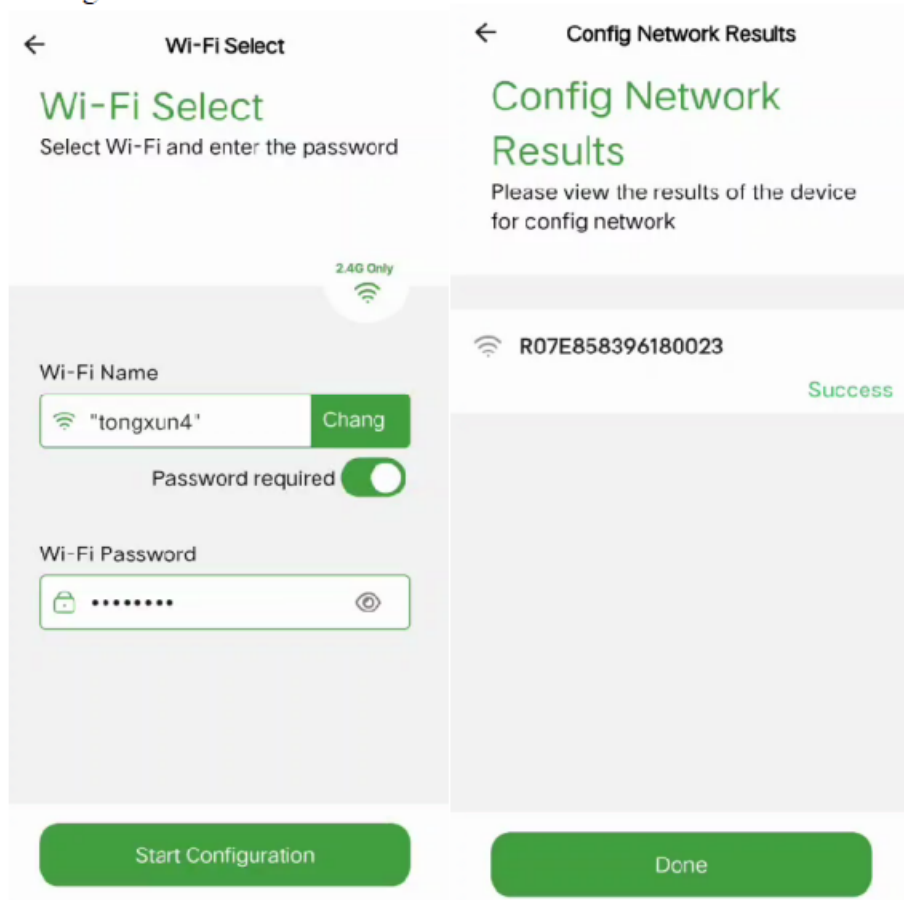 Wi-Fi Select
Wi-Fi Select
Select Wi-Fi and enter the password
2.4G Only
Wi-Fi Name
"tongxun4"
Chang
Password required
Wi-Fi Password
••••••••
Start Configuration
Config Network Results
Config Network
Results
Please view the results of the device
for config network
R07E858396180023
Success
Done